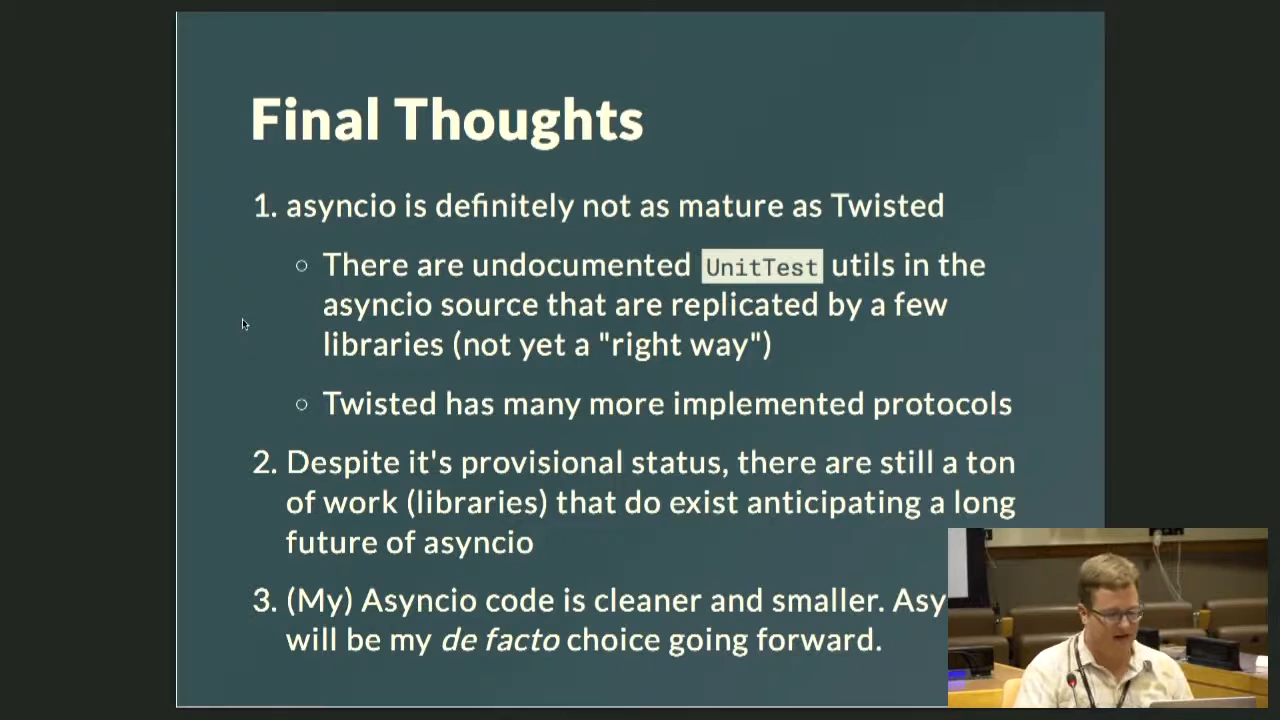 Final Thoughts
1. asyncio is definitely not as mature as Twisted
There are undocumented UnitTest utils in the
asyncio source that are replicated by a few
libraries (not yet a "right way")
Twisted has many more implemented protocols
2. Despite it's provisional status, there are still a ton
of work (libraries) that do exist anticipating a long
future of asyncio
3. (My) Asyncio code is cleaner and smaller. Asy
will be my de facto choice going forward.